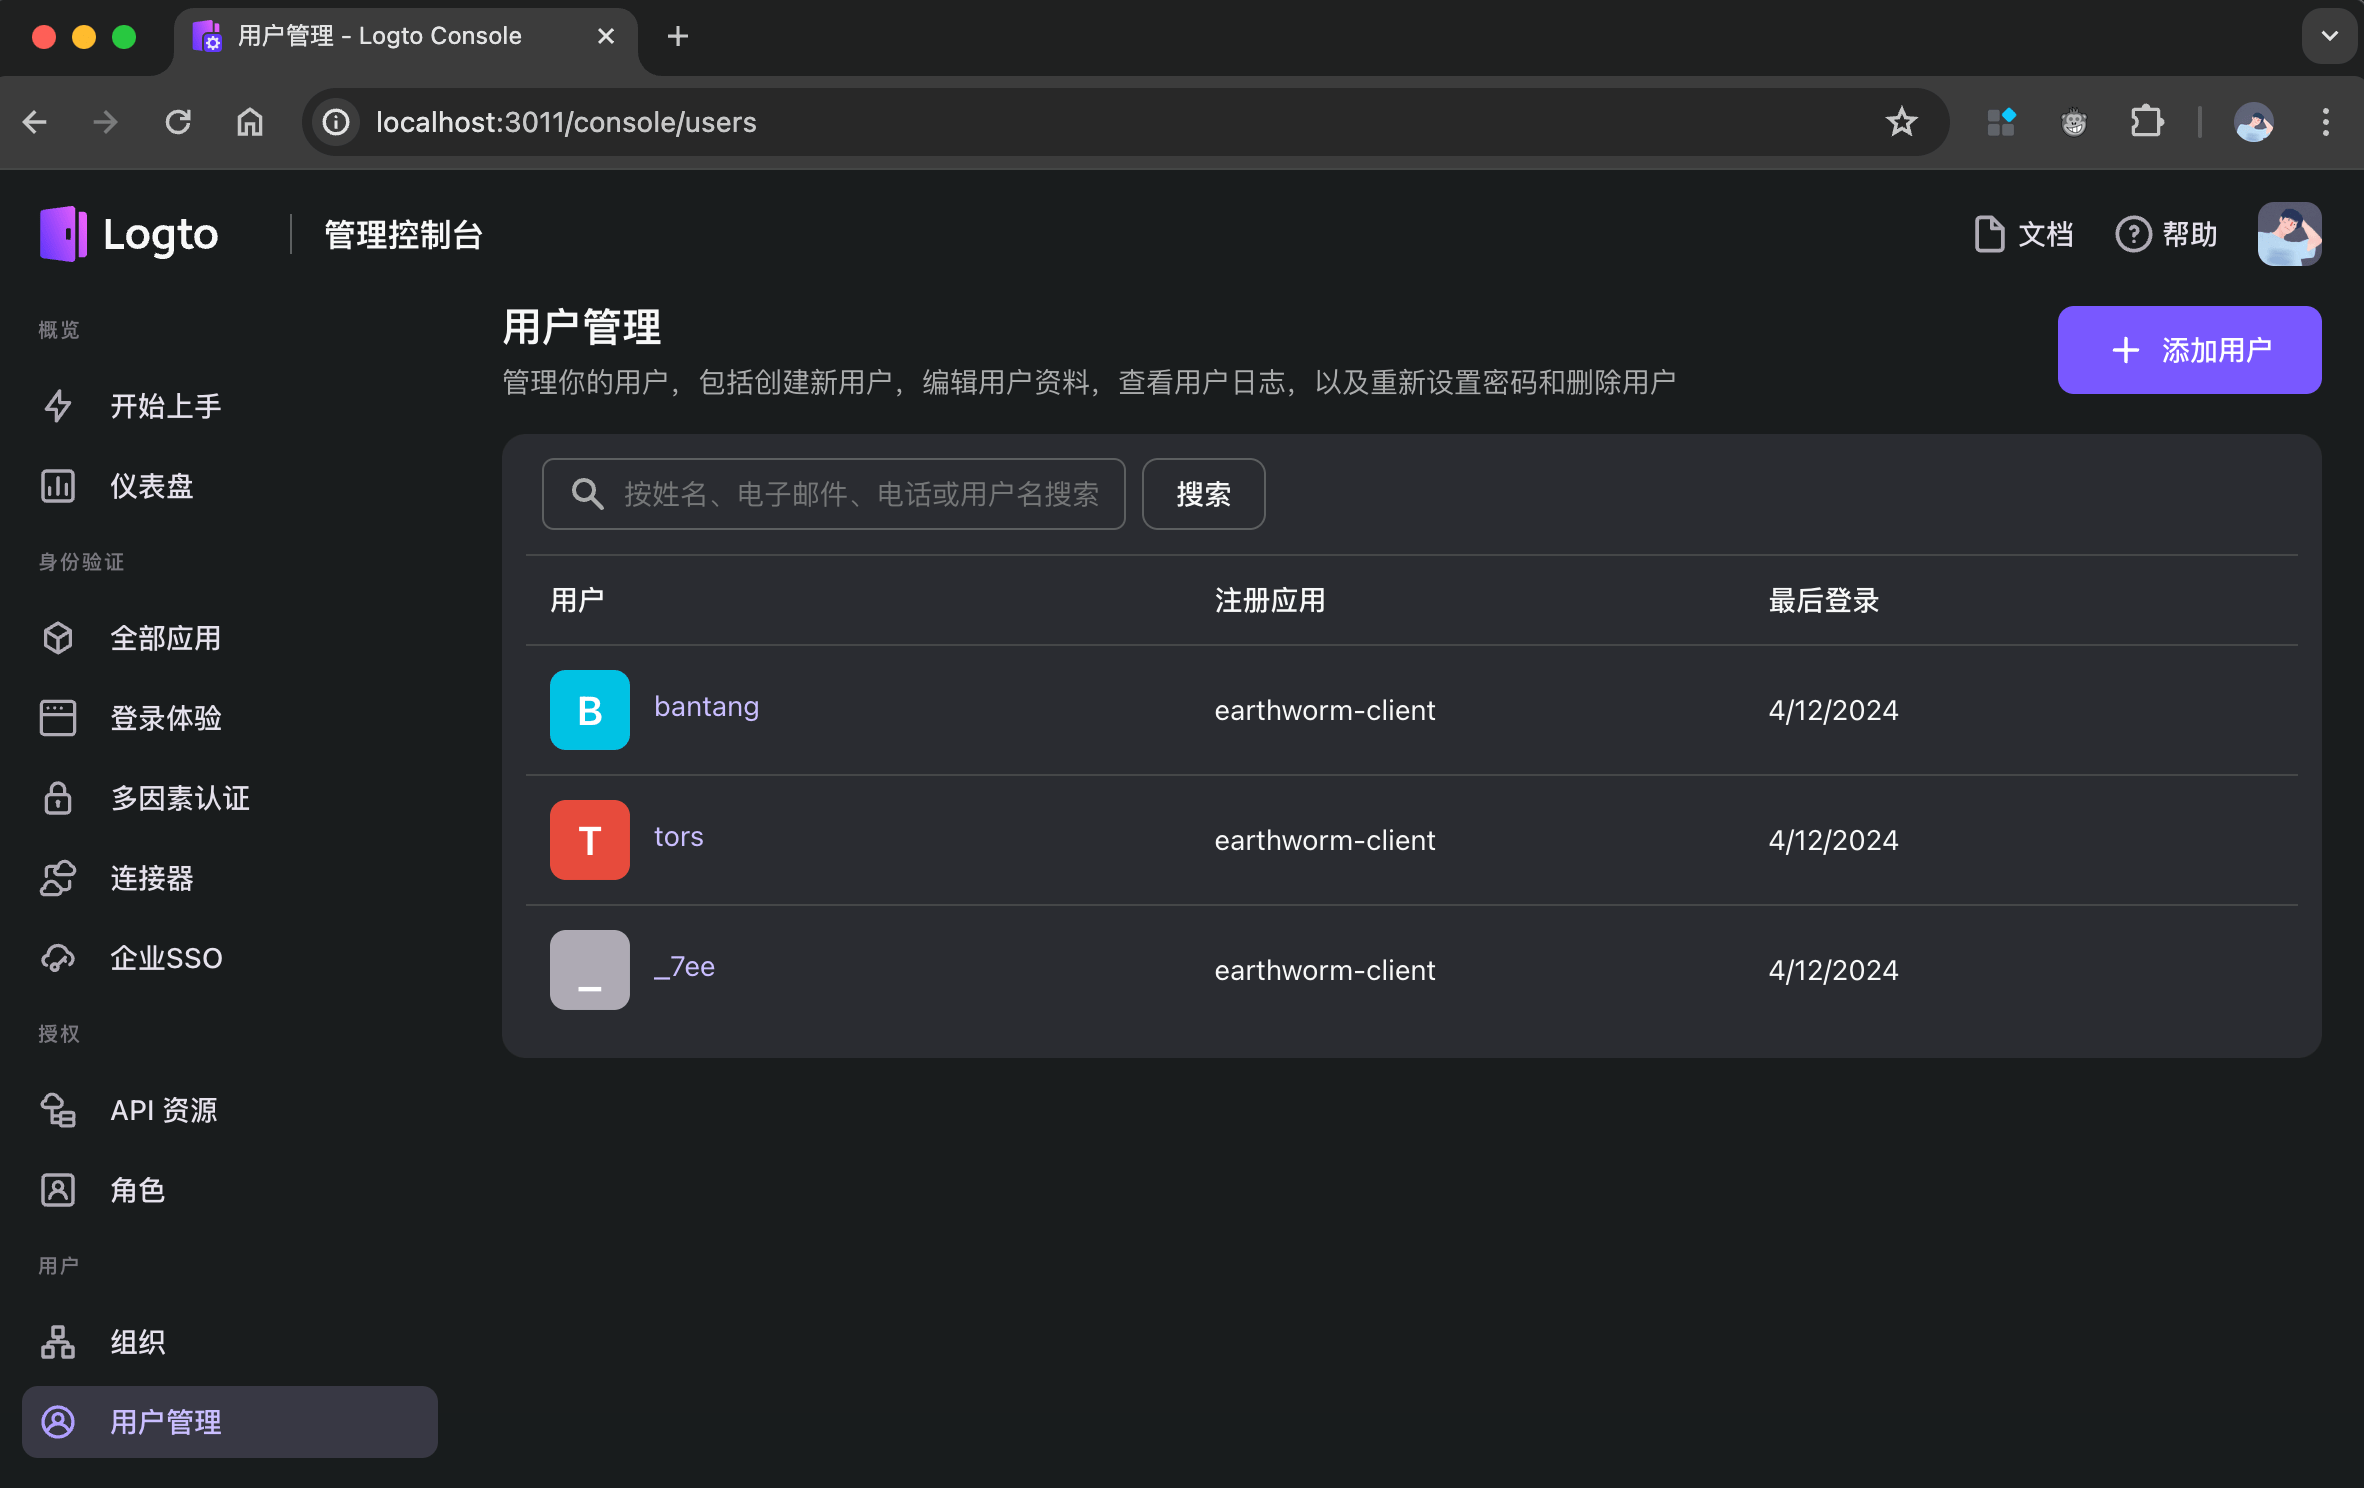 用户管理 - Logto Console
localhost:3011/console/users
Logto
管理控制台
文档
帮助
概览
开始上手
仪表盘
身份验证
全部应用
登录体验
多因素认证
连接器
企业SSO
授权
API 资源
角色
用户
组织
用户管理
用户管理
管理你的用户，包括创建新用户，编辑用户资料，查看用户日志，以及重新设置密码和删除用户
添加用户
按姓名、电子邮件、电话或用户名搜索
搜索
用户 注册应用 最后登录
B bantang earthworm-client 4/12/2024
T tors earthworm-client 4/12/2024
_ _7ee earthworm-client 4/12/2024